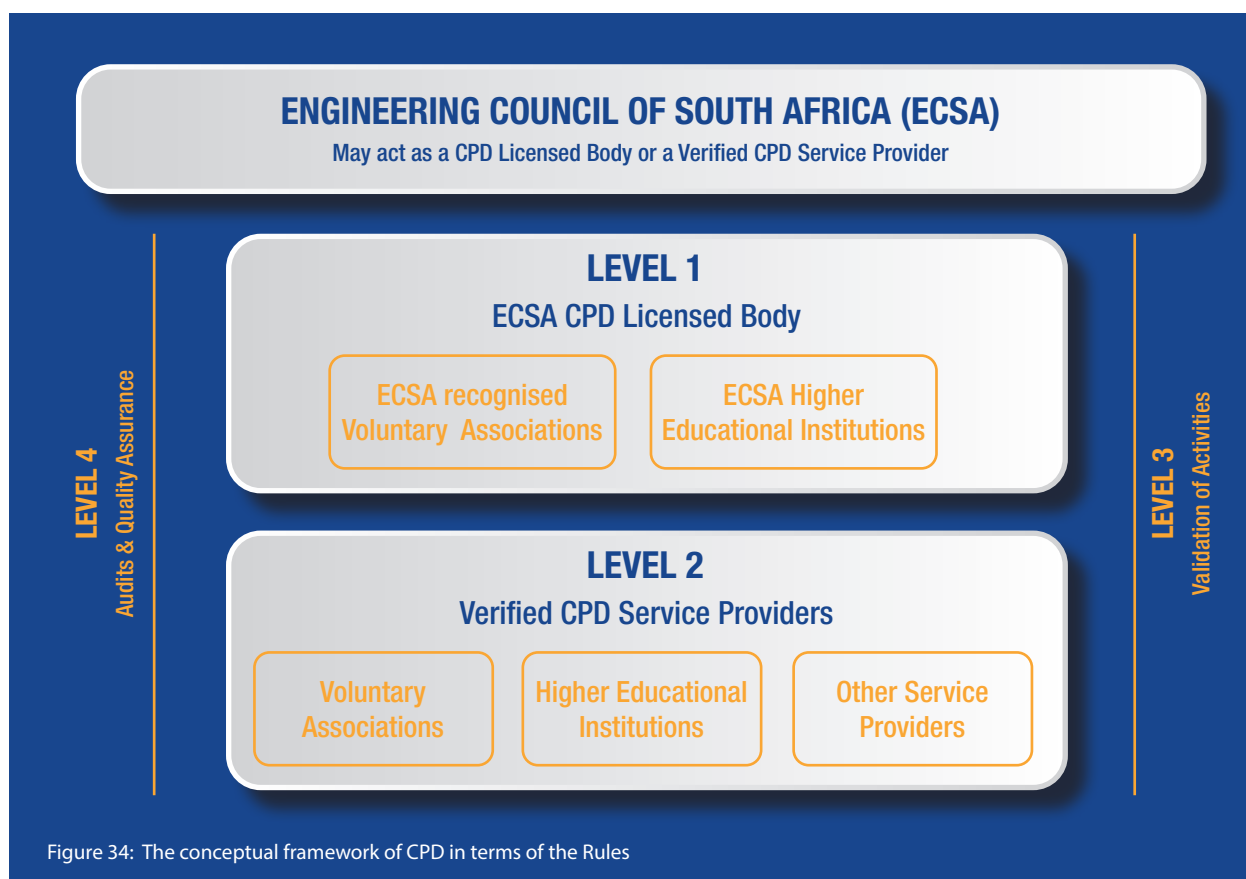 ENGINEERING COUNCIL OF SOUTH AFRICA (ECSA)
May act as a CPD Licensed Body or a Verified CPD Service Provider
LEVEL 4
Audits & Quality Assurance
LEVEL 1
ECSA CPD Licensed Body
ECSA recognised
Voluntary Associations
ECSA Higher
Educational Institutions
LEVEL 2
Verified CPD Service Providers
Voluntary
Associations
Higher Educational
Institutions
Other Service
Providers
LEVEL 3
Validation of Activities
Figure 34: The conceptual framework of CPD in terms of the Rules